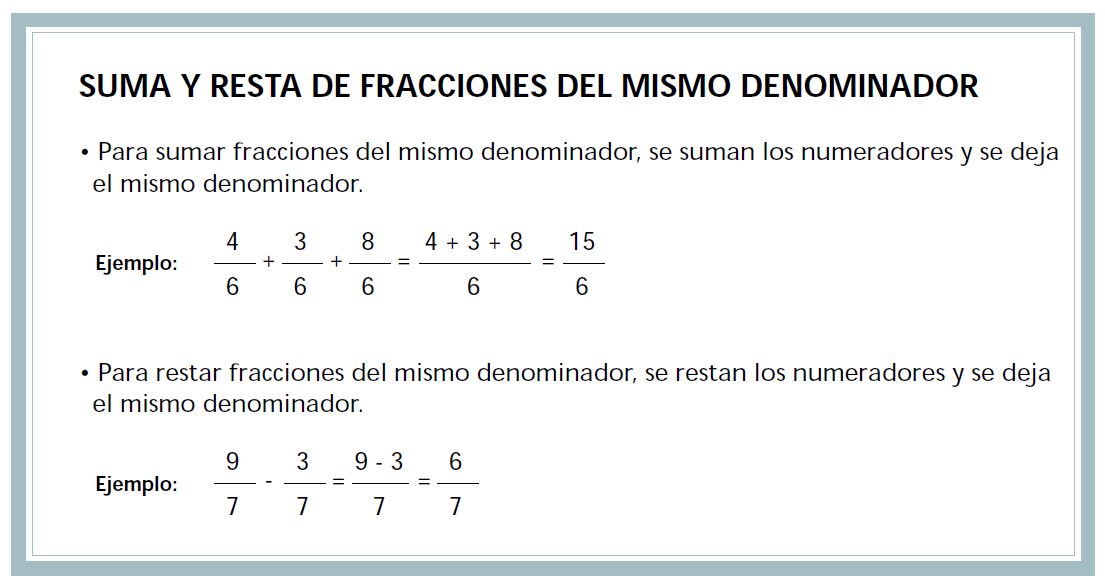 SUMA Y RESTA DE FRACCIONES DEL MISMO DENOMINADOR
• Para sumar fracciones del mismo denominador, se suman los numeradores y se deja
el mismo denominador.
Ejemplo: 4/6 + 3/6 + 8/6 = (4 + 3 + 8)/6 = 15/6
• Para restar fracciones del mismo denominador, se restan los numeradores y se deja
el mismo denominador.
Ejemplo: 9/7 - 3/7 = (9 - 3)/7 = 6/7